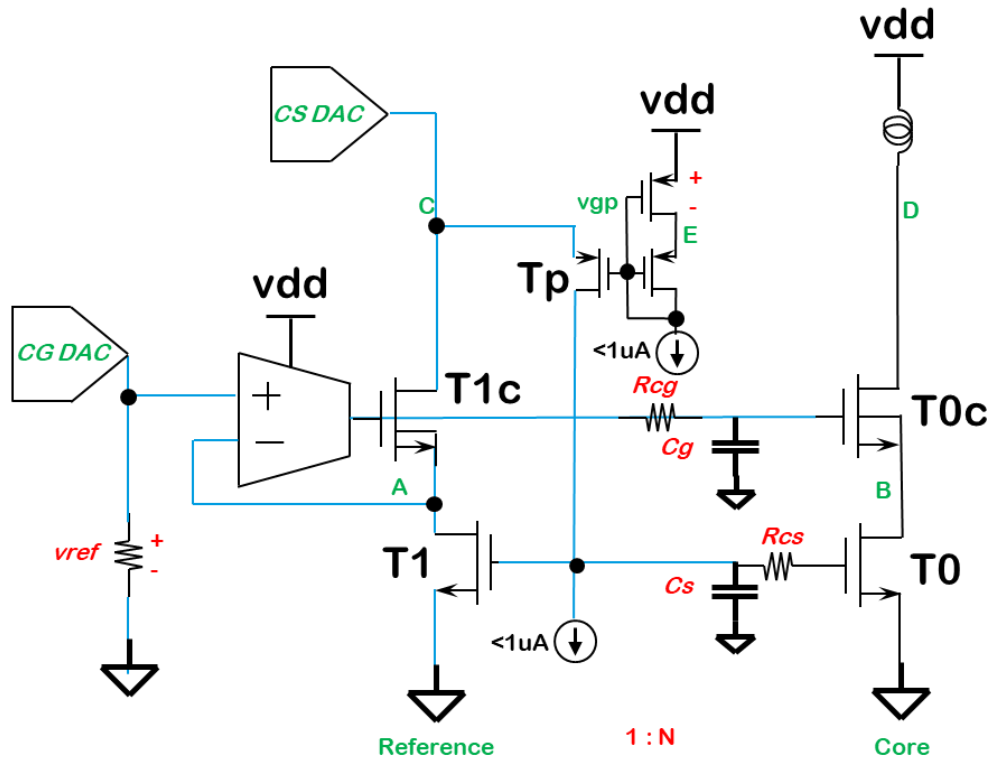 vdd
CS DAC
vdd
C
vgp
+
-
E
D
Tp
vdd
CG DAC
<1uA
+
T1c
Rcg
T0c
-
Cg
A
B
vref
+
-
T1
Rcs
T0
Cs
<1uA
Reference
1 : N
Core